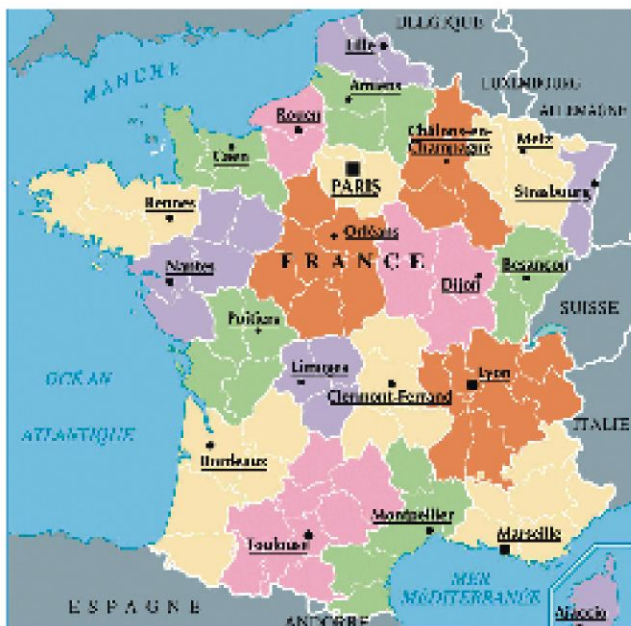 BELGIQUE
Lille
MANCHE
LUXEMBOURG
Amiens
ALLEMAGNE
Rouen
Châlons-en-
Champagne
Metz
Caen
PARIS
Strasbourg
Rennes
Orléans
FRANCE
Nantes
Dijon
Besançon
Poitiers
SUISSE
Limoges
Lyon
OCÉAN
ATLANTIQUE
Clermont-Ferrand
ITALIE
Bordeaux
Montpellier
Toulouse
Marseille
MER
MÉDITERRANÉE
ESPAGNE
ANDORRE
Ajaccio